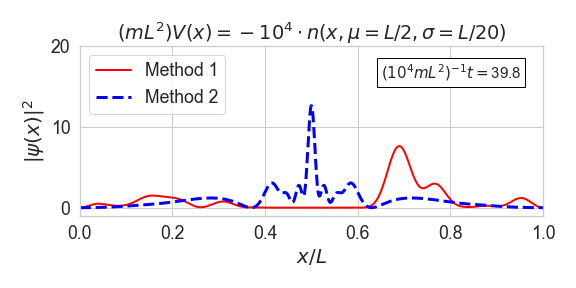 (mL²)V(x) = −10⁴ · n(x, μ = L/2, σ = L/20)
20
10
0
|ψ(x)|²
Method 1
Method 2
(10⁴mL²)⁻¹t = 39.8
0.0 0.2 0.4 0.6 0.8 1.0
x/L